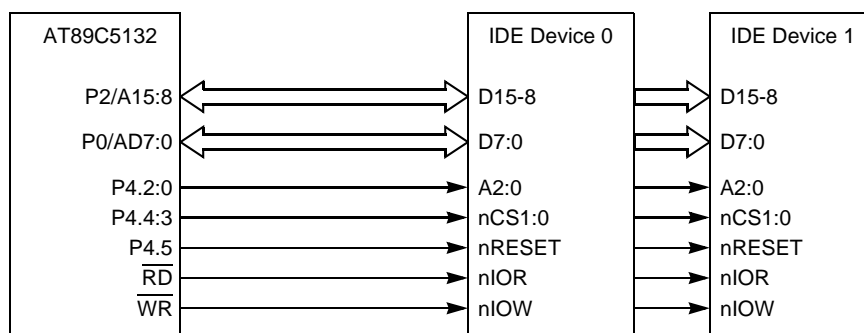 AT89C5132 IDE Device 0 IDE Device 1
P2/A15:8 D15-8 D15-8
P0/AD7:0 D7:0 D7:0
P4.2:0 A2:0 A2:0
P4.4:3 nCS1:0 nCS1:0
P4.5 nRESET nRESET
RD nIOR nIOR
WR nIOW nIOW